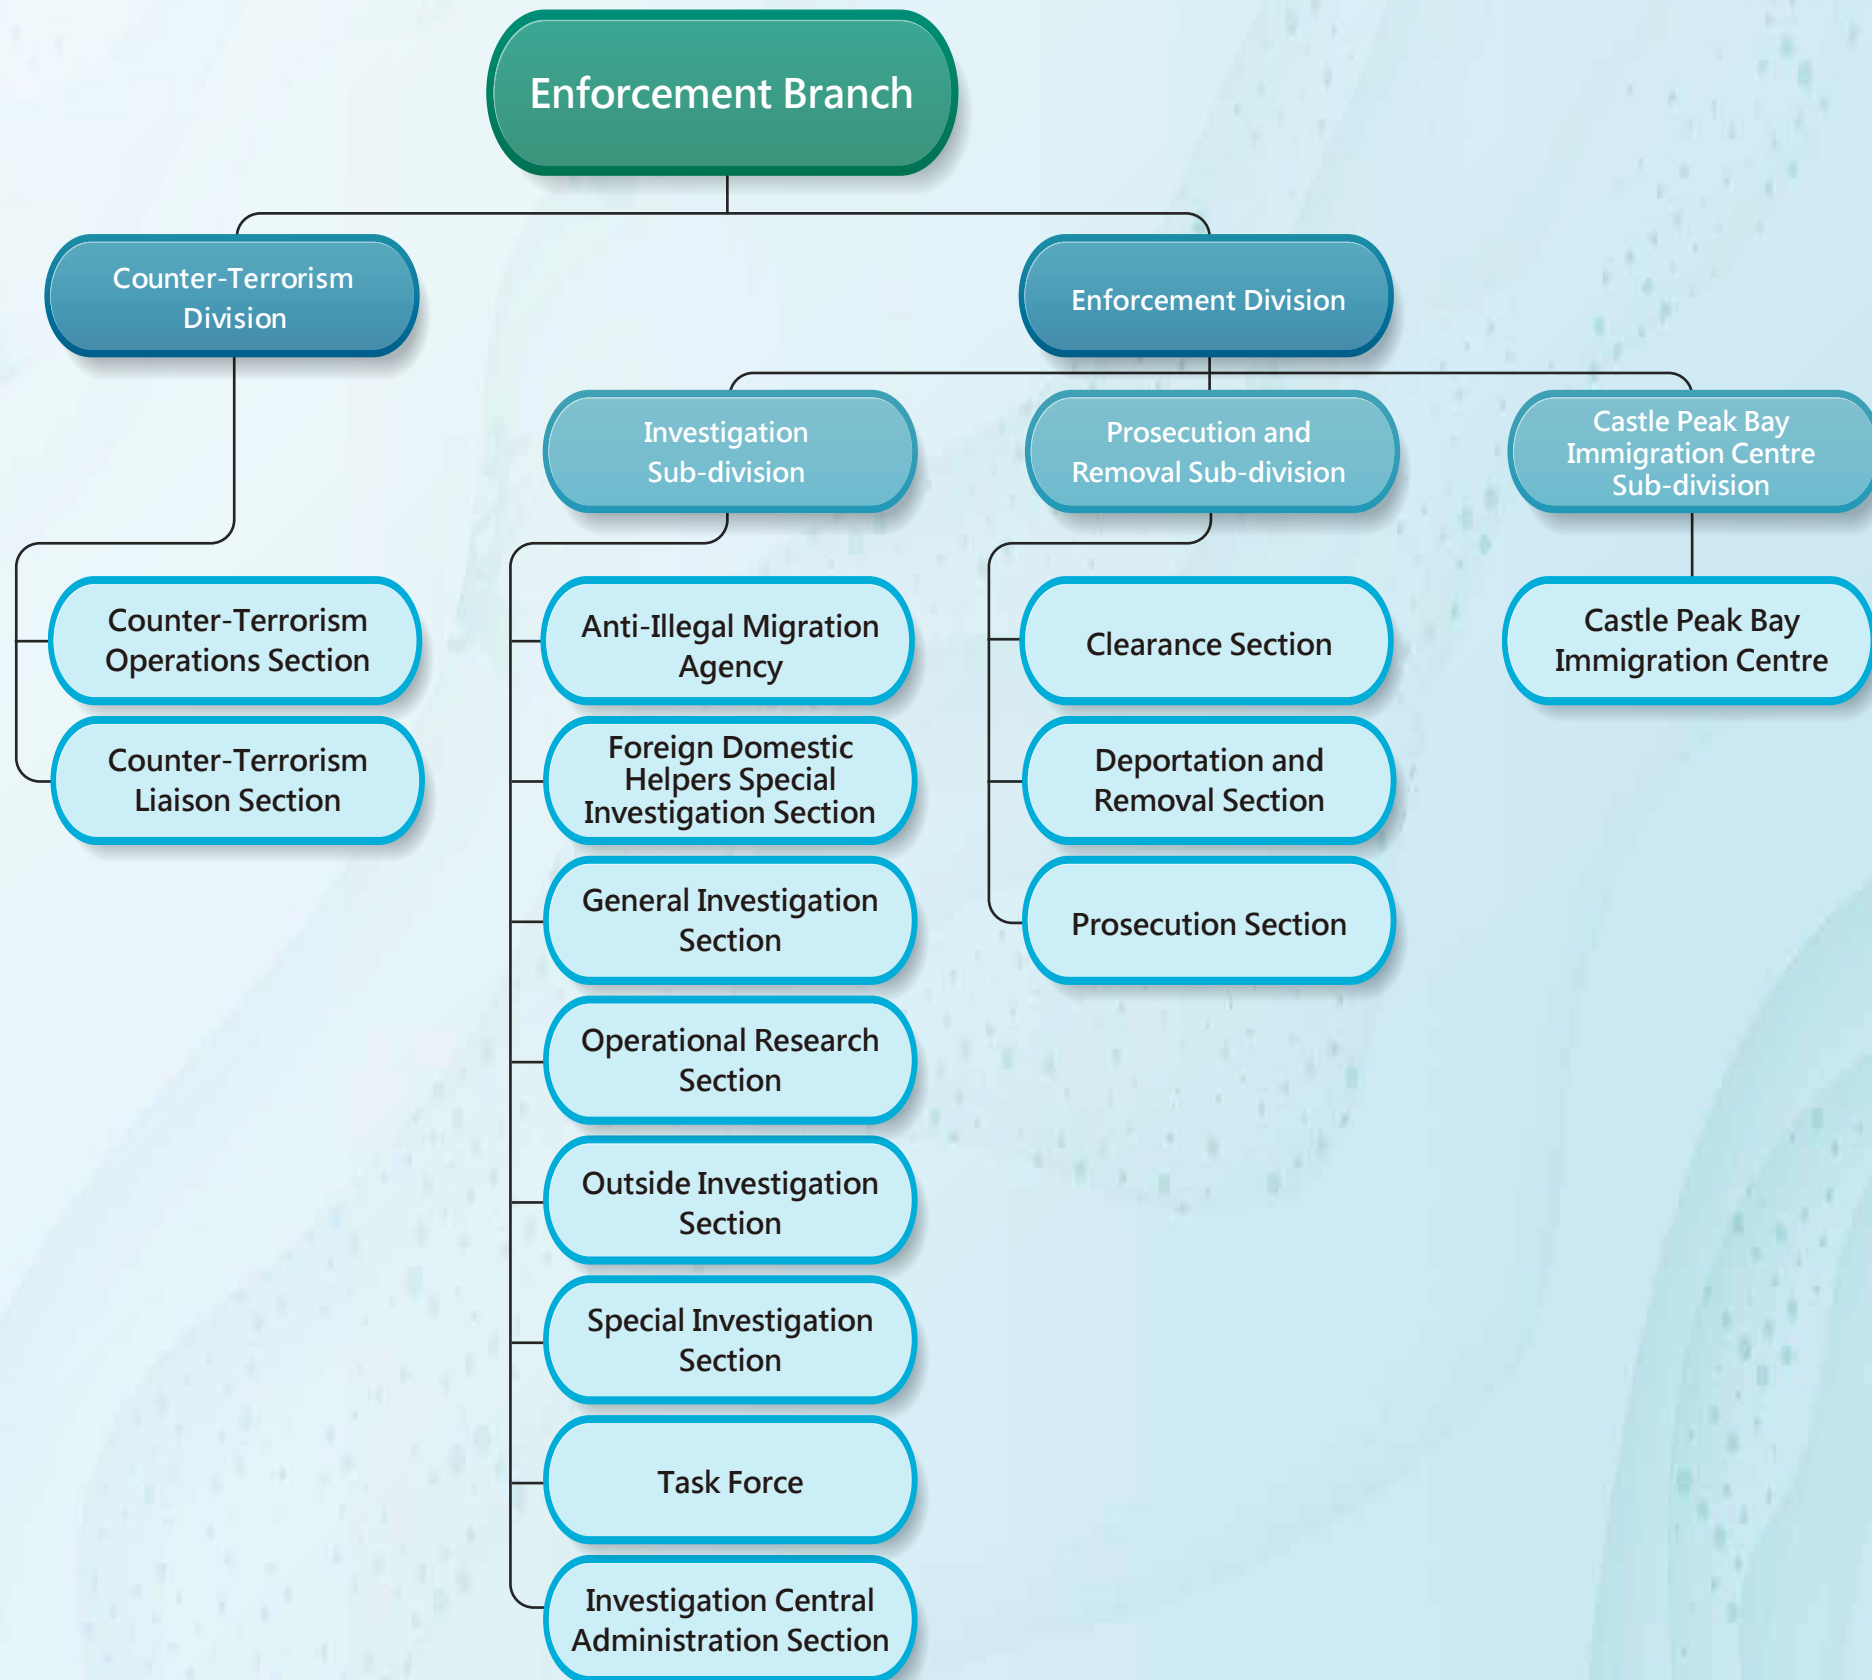 Enforcement Branch
Counter-Terrorism
Division
Enforcement Division
Investigation
Sub-division
Prosecution and
Removal Sub-division
Castle Peak Bay
Immigration Centre
Sub-division
Counter-Terrorism
Operations Section
Counter-Terrorism
Liaison Section
Anti-Illegal Migration
Agency
Foreign Domestic
Helpers Special
Investigation Section
General Investigation
Section
Operational Research
Section
Outside Investigation
Section
Special Investigation
Section
Task Force
Investigation Central
Administration Section
Clearance Section
Deportation and
Removal Section
Prosecution Section
Castle Peak Bay
Immigration Centre